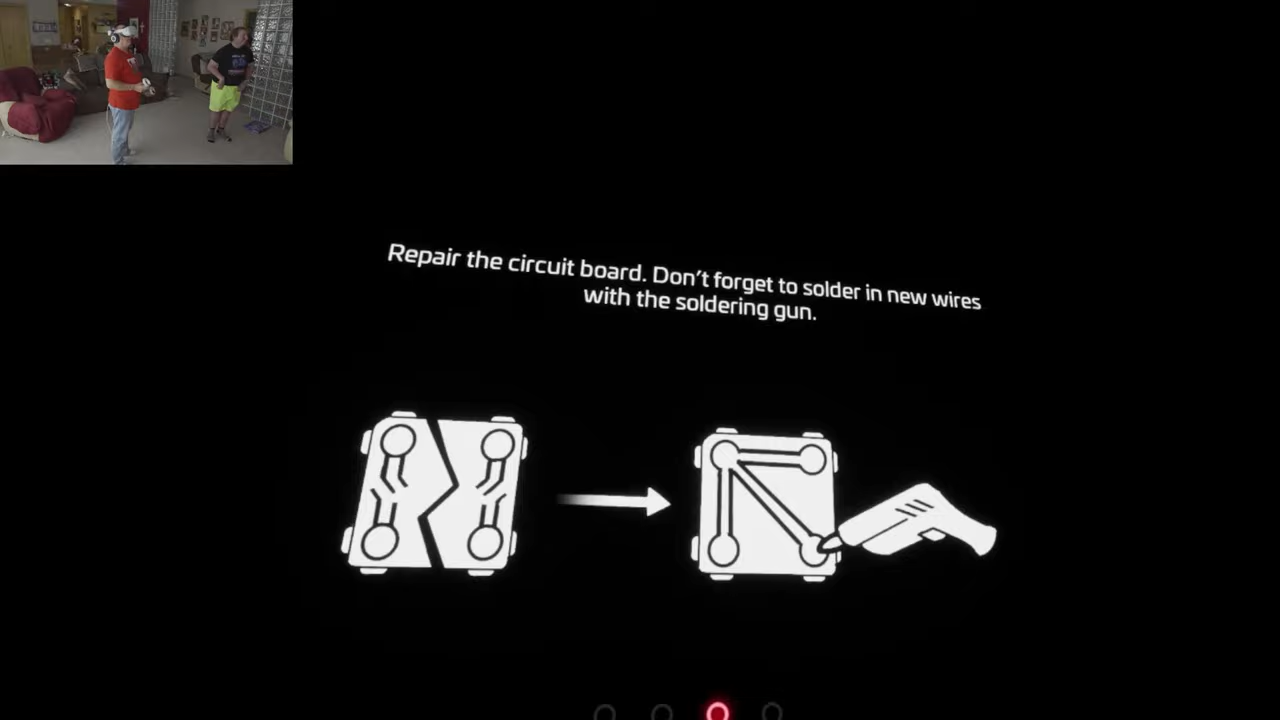 Repair the circuit board. Don't forget to solder in new wires
with the soldering gun.